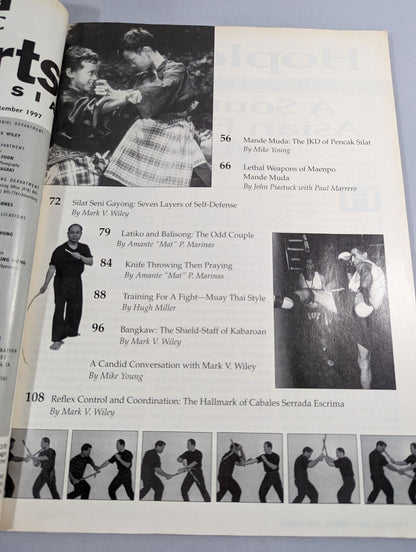 rts
SIA
tember 1997
RIAL DEPARTMENT
WILEY
56 Mande Muda: The JKD of Pencak Silat
By Mike Young
66 Lethal Weapons of Maenpo
Mande Muda
By John Piastuck with Paul Marrero
72 Silat Seni Gayong: Seven Layers of Self-Defense
By Mark V. Wiley
79 Latiko and Balisong: The Odd Couple
By Amante "Mat" P. Marinas
84 Knife Throwing Then Praying
By Amante "Mat" P. Marinas
88 Training For A Fight—Muay Thai Style
By Hugh Miller
96 Bangkaw: The Shield-Staff of Kabaroan
By Mark V. Wiley
A Candid Conversation with Mark V. Wiley
By Mike Young
108 Reflex Control and Coordination: The Hallmark of Cabales Serrada Escrima
By Mark V. Wiley